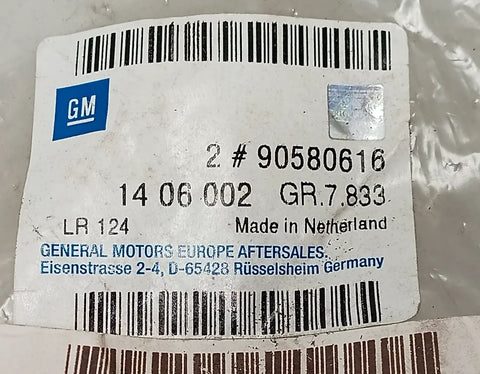 GM
2 # 90580616
14 06 002 GR.7.833
LR 124 Made in Netherland
GENERAL MOTORS EUROPE AFTERSALES.
Eisenstrasse 2-4, D-65428 Rüsselsheim Germany